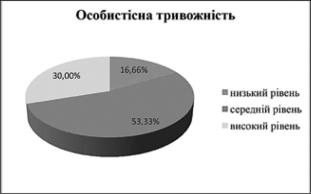 Особистісна тривожність
30,00%
16,66%
53,33%
низький рівень
середній рівень
високий рівень